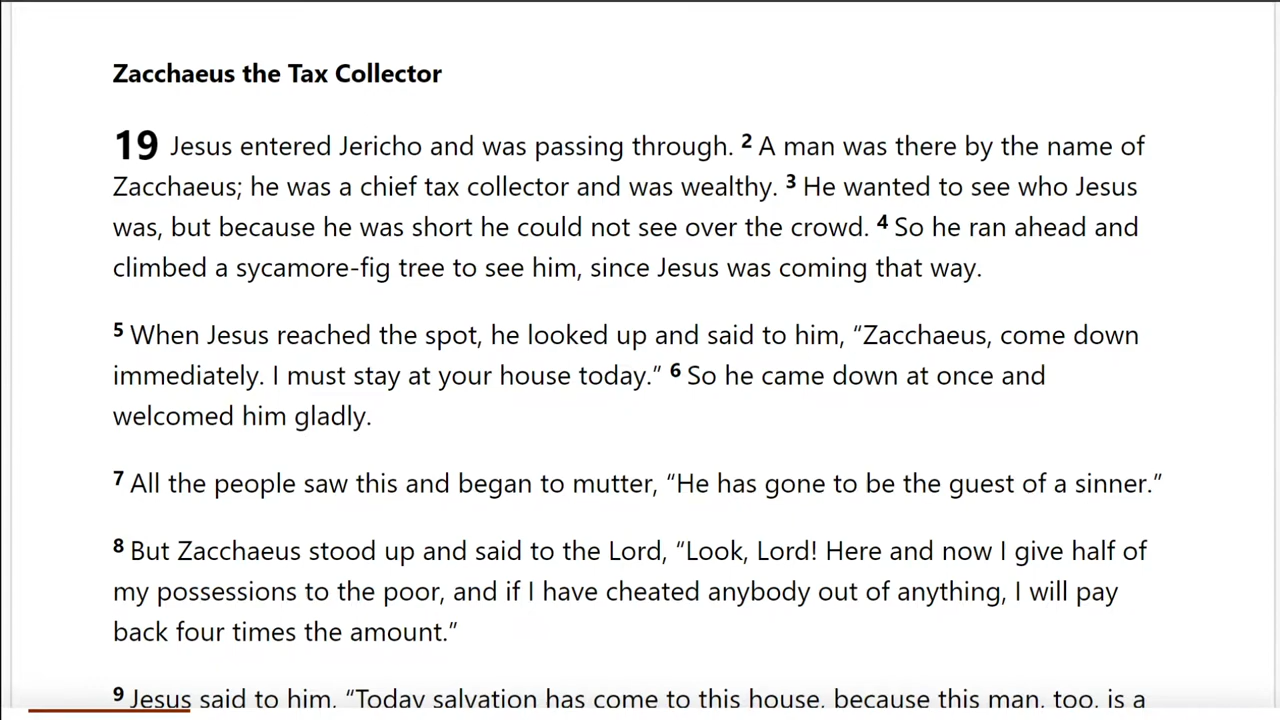 Zacchaeus the Tax Collector
19 Jesus entered Jericho and was passing through. 2 A man was there by the name of
Zacchaeus; he was a chief tax collector and was wealthy. 3 He wanted to see who Jesus
was, but because he was short he could not see over the crowd. 4 So he ran ahead and
climbed a sycamore-fig tree to see him, since Jesus was coming that way.
5 When Jesus reached the spot, he looked up and said to him, “Zacchaeus, come down
immediately. I must stay at your house today.” 6 So he came down at once and
welcomed him gladly.
7 All the people saw this and began to mutter, “He has gone to be the guest of a sinner.”
8 But Zacchaeus stood up and said to the Lord, “Look, Lord! Here and now I give half of
my possessions to the poor, and if I have cheated anybody out of anything, I will pay
back four times the amount.”
9 Jesus said to him, “Today salvation has come to this house, because this man, too, is a